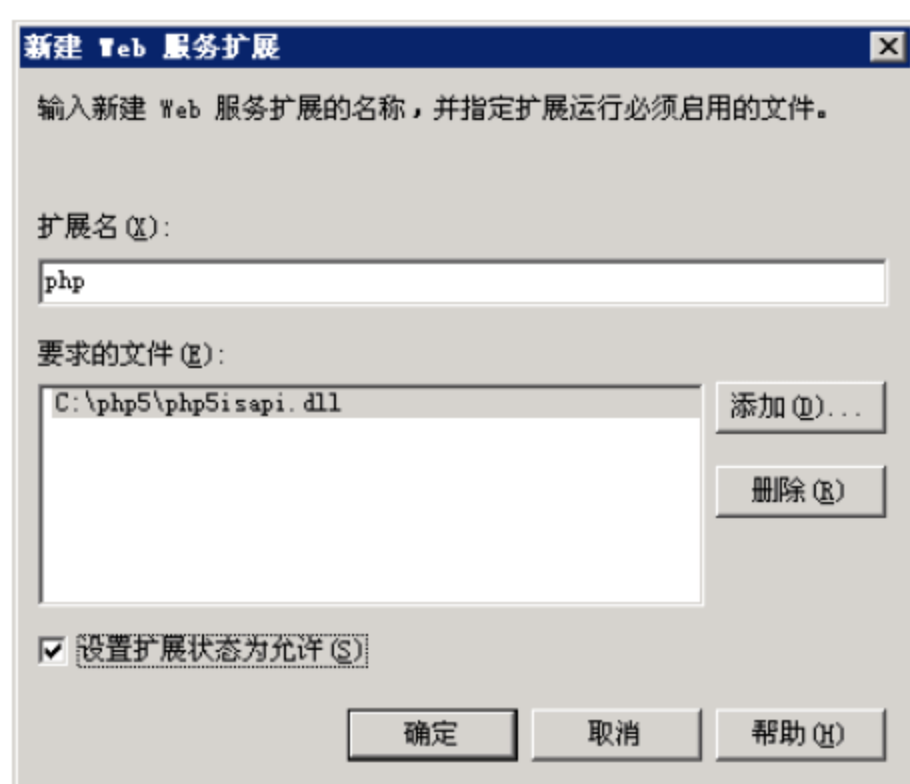 新建 Web 服务扩展
输入新建 Web 服务扩展的名称，并指定扩展运行必须启用的文件。
扩展名(X):
php
要求的文件(E):
C:\php5\php5isapi.dll
添加(D)...
删除(R)
设置扩展状态为允许(S)
确定
取消
帮助(H)